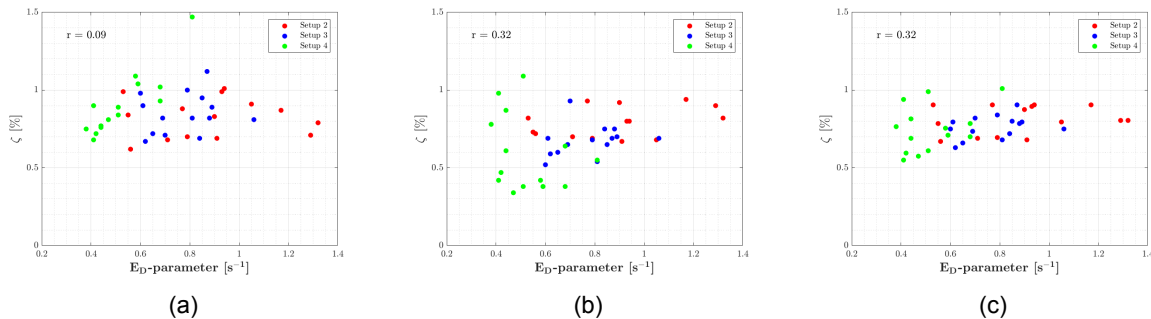 1.5
1
0.5
0
ζ [%]
r = 0.09
Setup 2
Setup 3
Setup 4
0.2 0.4 0.6 0.8 1 1.2 1.4
E_D-parameter [s⁻¹]
(a)
1.5
1
0.5
0
ζ [%]
r = 0.32
Setup 2
Setup 3
Setup 4
0.2 0.4 0.6 0.8 1 1.2 1.4
E_D-parameter [s⁻¹]
(b)
1.5
1
0.5
0
ζ [%]
r = 0.32
Setup 2
Setup 3
Setup 4
0.2 0.4 0.6 0.8 1 1.2 1.4
E_D-parameter [s⁻¹]
(c)